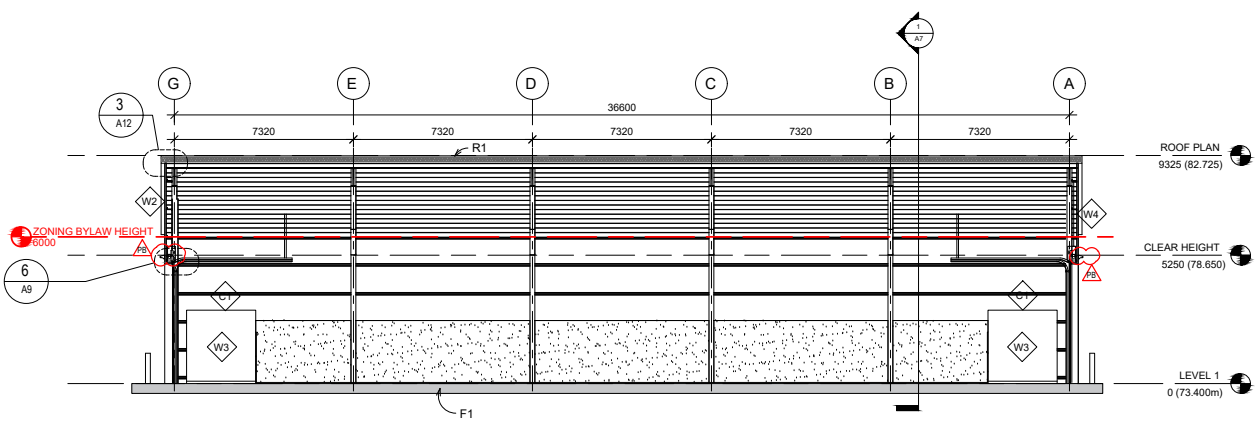 1
A7
G
E
D
C
B
A
36600
3
A12
7320
7320
7320
7320
7320
R1
ROOF PLAN
9325 (82.725)
W2
W4
ZONING BYLAW HEIGHT
6000
PB
CLEAR HEIGHT
5250 (78.650)
PB
6
A9
C1
C1
W3
W3
LEVEL 1
0 (73.400m)
F1